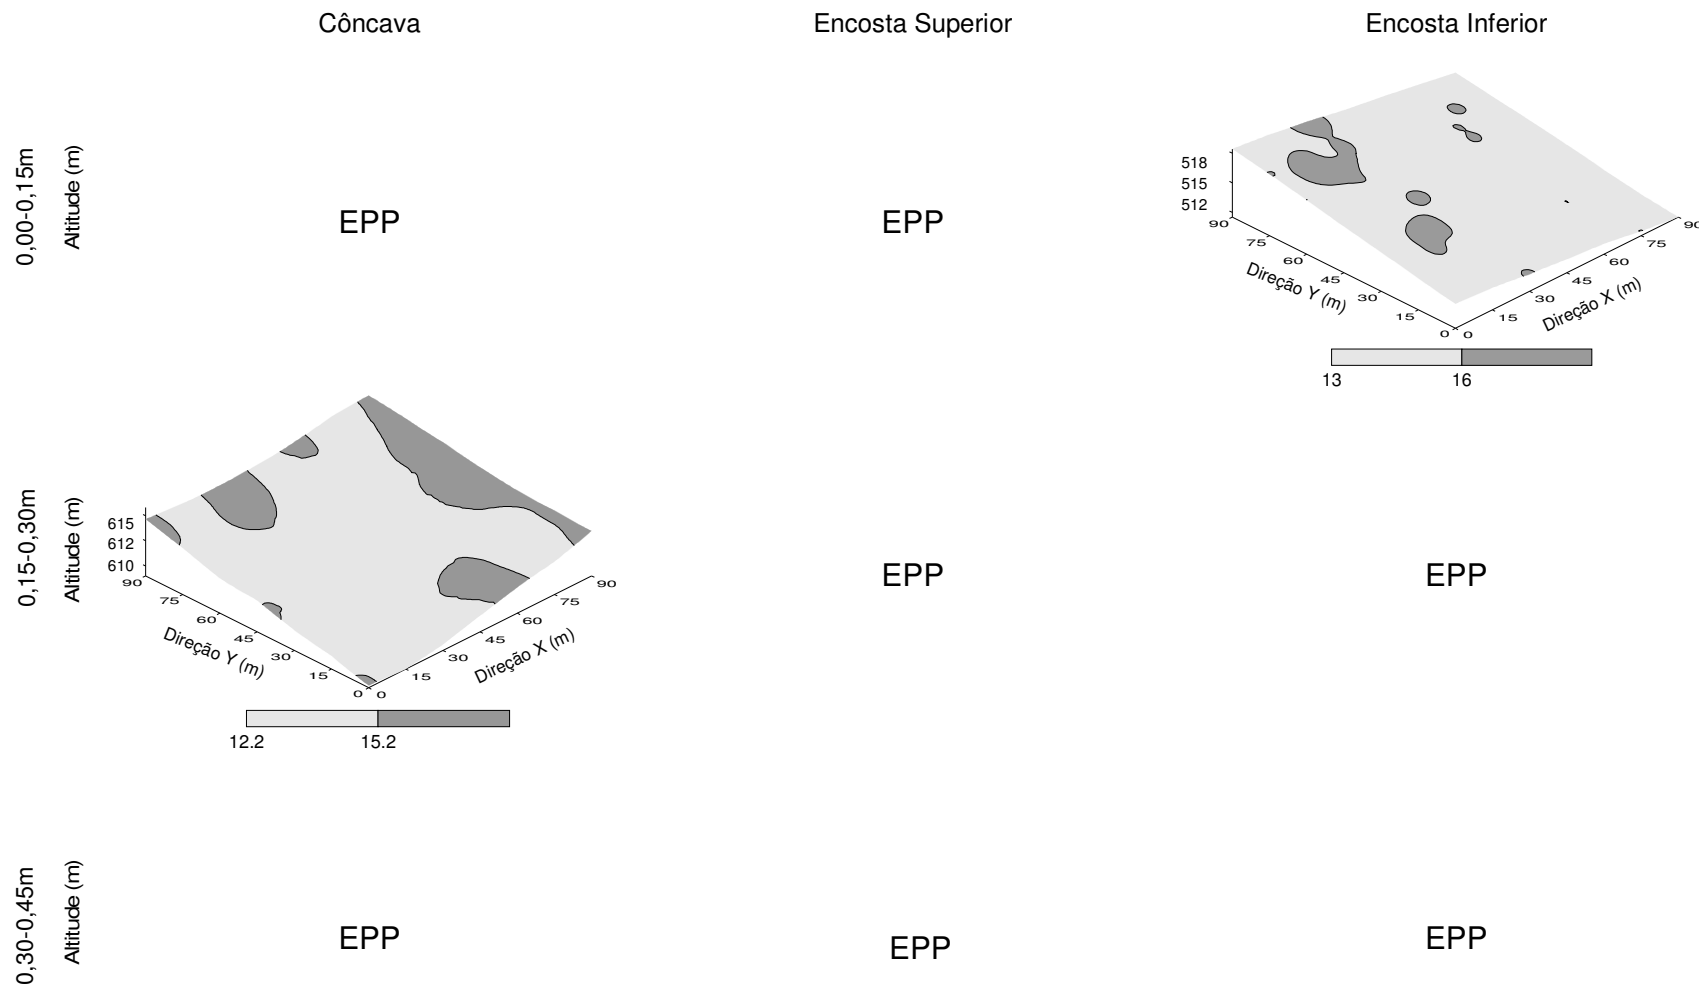 Côncava
Encosta Superior
Encosta Inferior
0,00-0,15m
Altitude (m)
EPP
EPP
518
515
512
90
75
60
45
30
15
0
Direção Y (m)
0
15
30
45
60
75
90
Direção X (m)
13
16
0,15-0,30m
Altitude (m)
615
612
610
90
75
60
45
30
15
0
Direção Y (m)
0
15
30
45
60
75
90
Direção X (m)
12.2
15.2
EPP
EPP
0,30-0,45m
Altitude (m)
EPP
EPP
EPP